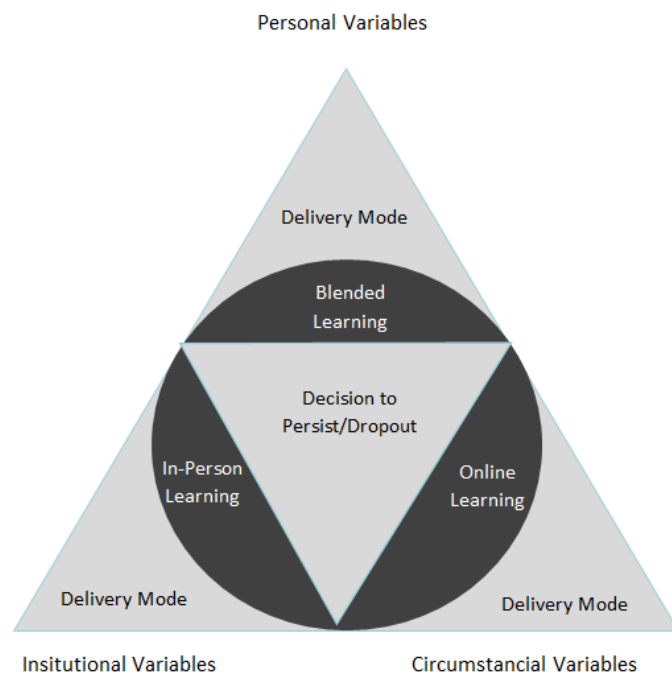 Personal Variables
Delivery Mode
Blended
Learning
Decision to
Persist/Dropout
In-Person
Learning
Online
Learning
Delivery Mode
Delivery Mode
Insitutional Variables
Circumstancial Variables